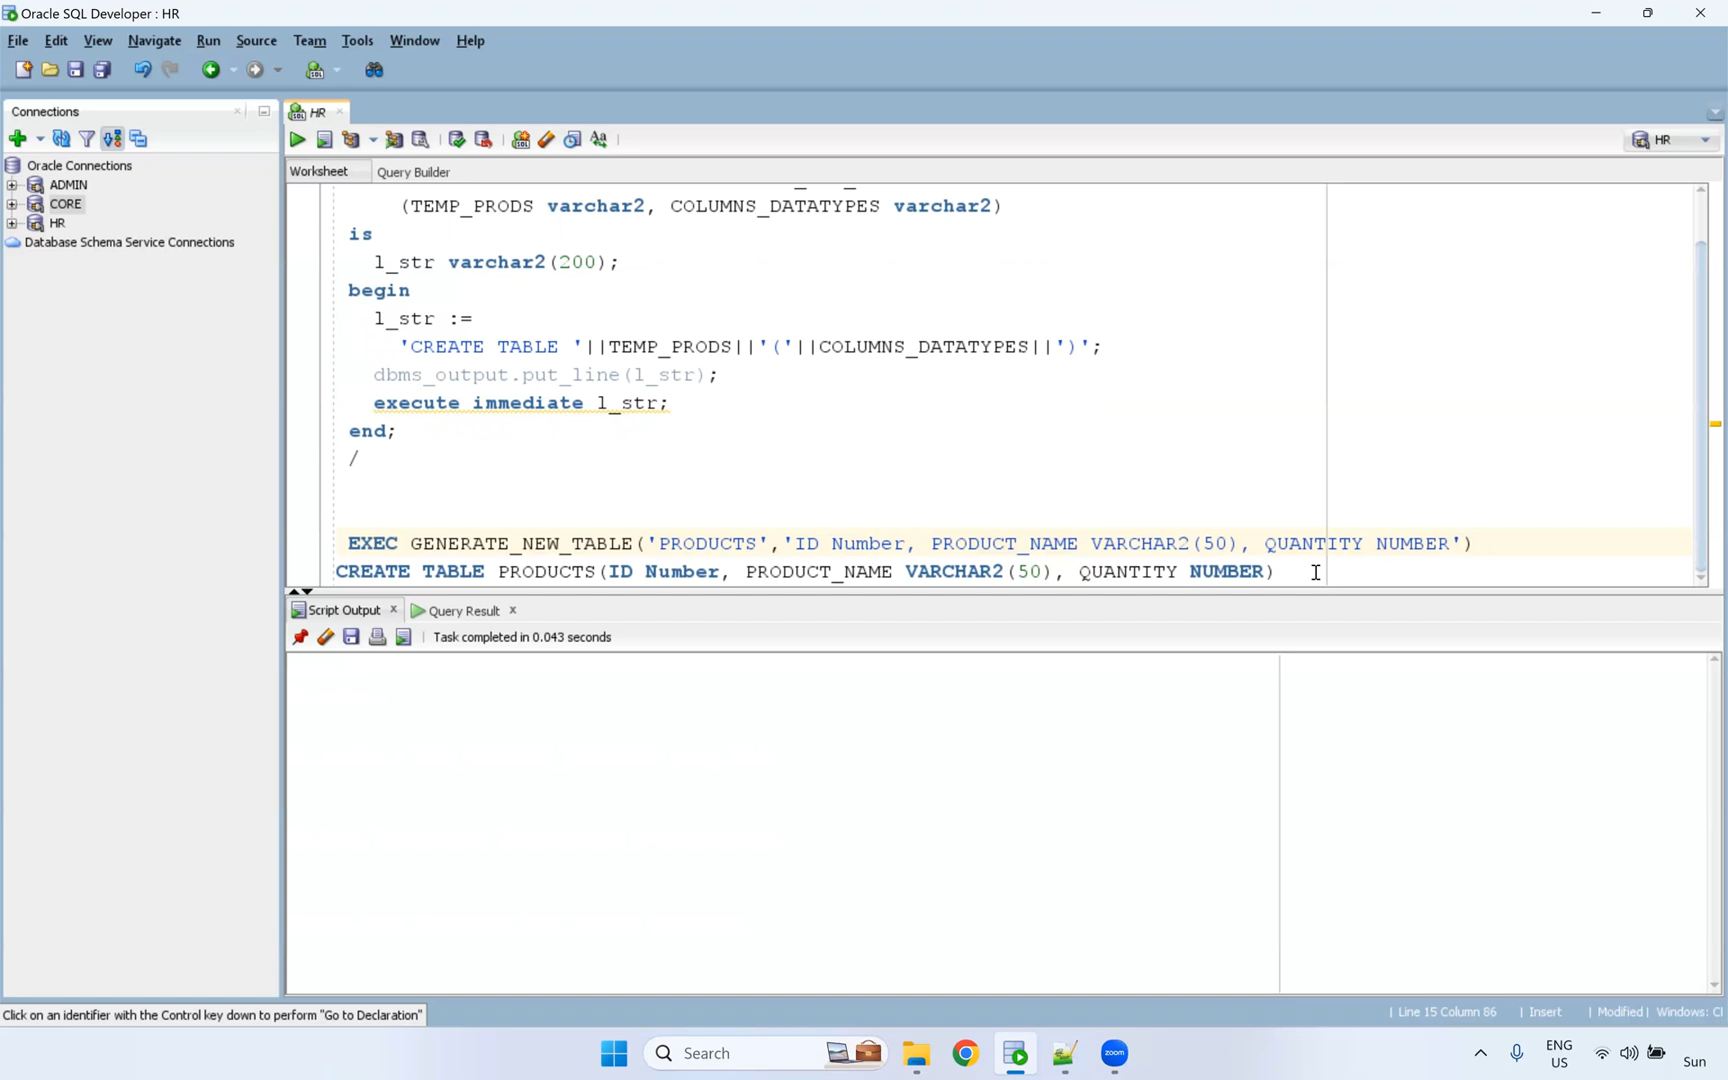 Oracle SQL Developer : HR
File Edit View Navigate Run Source Team Tools Window Help
Connections
HR
HR
Oracle Connections
ADMIN
CORE
HR
Database Schema Service Connections
Worksheet Query Builder
(TEMP_PRODS varchar2, COLUMNS_DATATYPES varchar2)
is
l_str varchar2(200);
begin
l_str :=
'CREATE TABLE '||TEMP_PRODS||'('||COLUMNS_DATATYPES||')';
dbms_output.put_line(l_str);
execute immediate l_str;
end;
/
EXEC GENERATE_NEW_TABLE('PRODUCTS','ID Number, PRODUCT_NAME VARCHAR2(50), QUANTITY NUMBER')
CREATE TABLE PRODUCTS(ID Number, PRODUCT_NAME VARCHAR2(50), QUANTITY NUMBER)
Script Output Query Result
Task completed in 0.043 seconds
Click on an identifier with the Control key down to perform "Go to Declaration"
Line 15 Column 86 Insert Modified Windows: Cl
Search
zoom
ENG
US
Sun